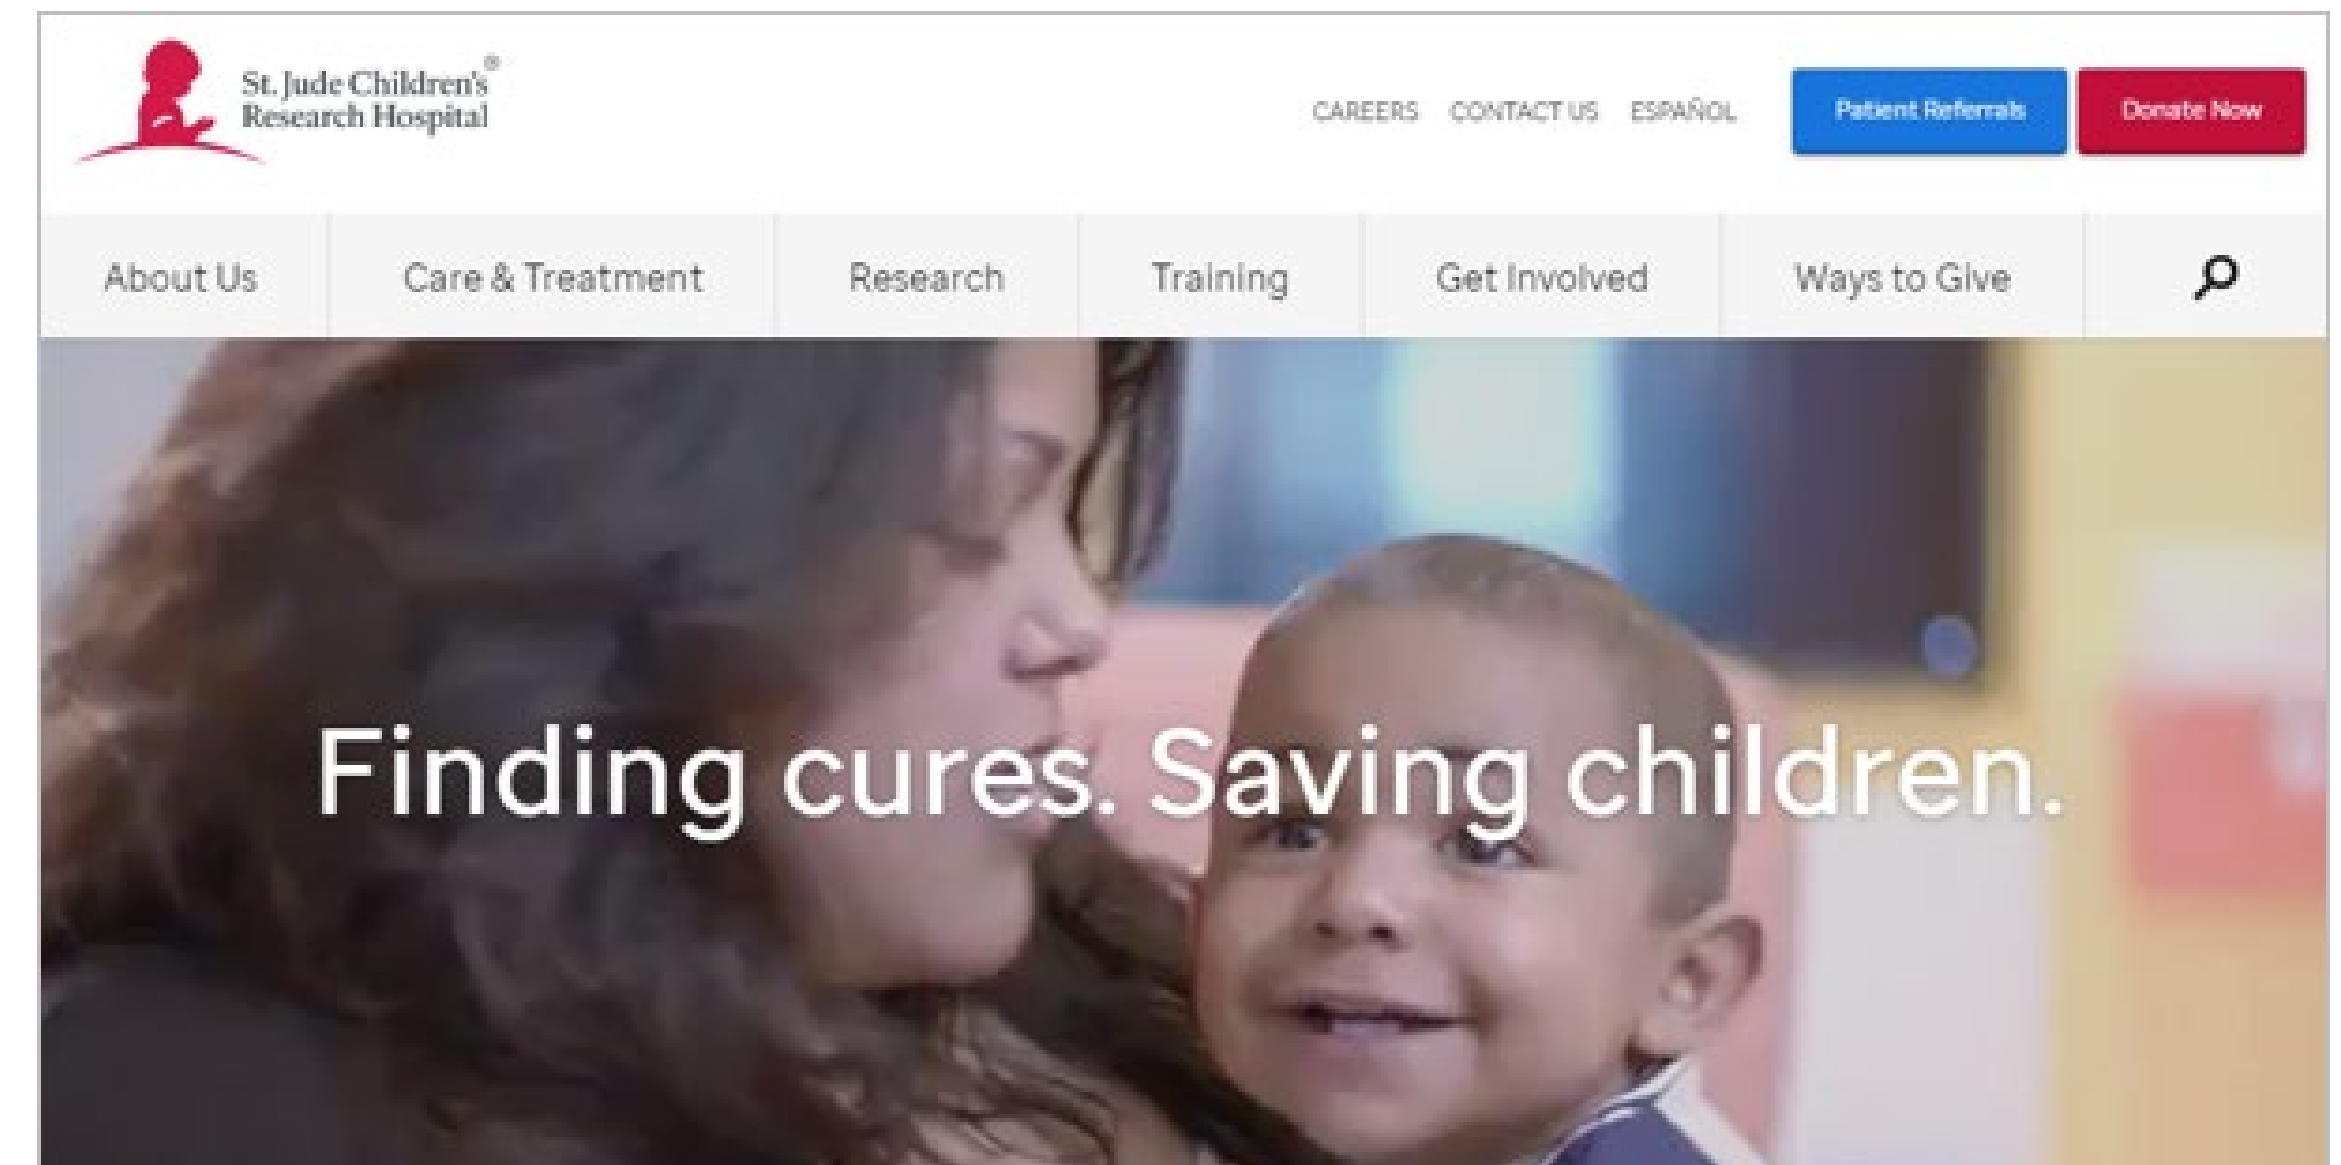 St. Jude Children's®
Research Hospital
CAREERS CONTACT US ESPAÑOL Patient Referrals Donate Now
About Us Care & Treatment Research Training Get Involved Ways to Give
Finding cures. Saving children.